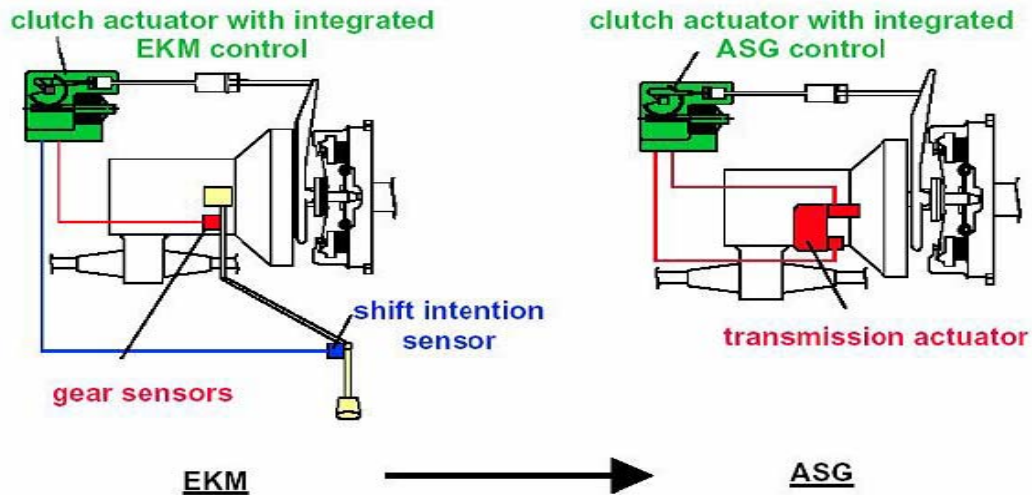 clutch actuator with integrated
EKM control
clutch actuator with integrated
ASG control
shift intention
sensor
transmission actuator
gear sensors
EKM
ASG